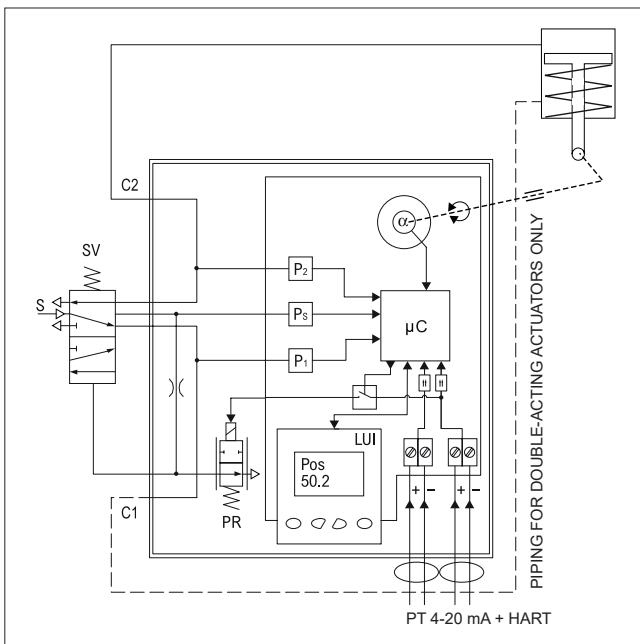 C2
SV
S
α
P2
PS
P1
µC
LUI
Pos
50.2
PR
C1
+ − + −
PT 4-20 mA + HART
PIPING FOR DOUBLE-ACTING ACTUATORS ONLY